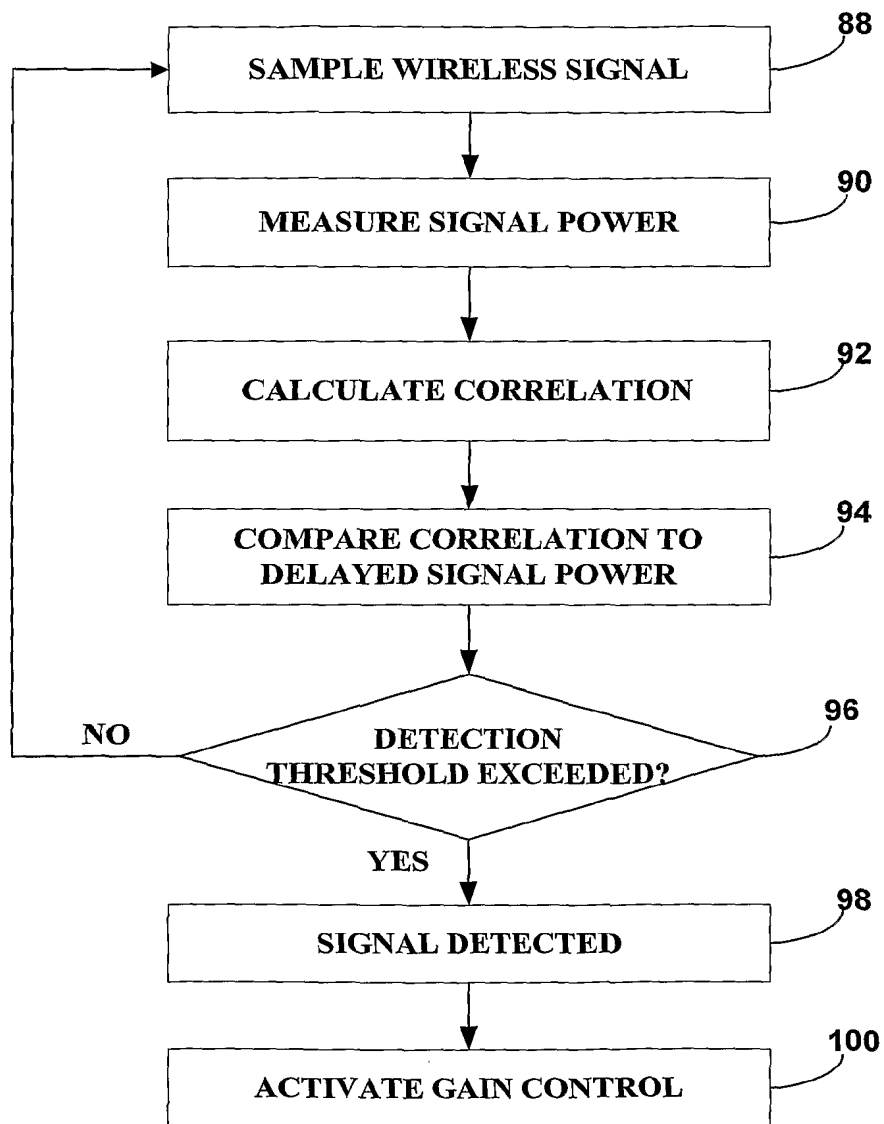 88
SAMPLE WIRELESS SIGNAL
90
MEASURE SIGNAL POWER
92
CALCULATE CORRELATION
94
COMPARE CORRELATION TO
DELAYED SIGNAL POWER
96
NO
DETECTION
THRESHOLD EXCEEDED?
YES
98
SIGNAL DETECTED
100
ACTIVATE GAIN CONTROL